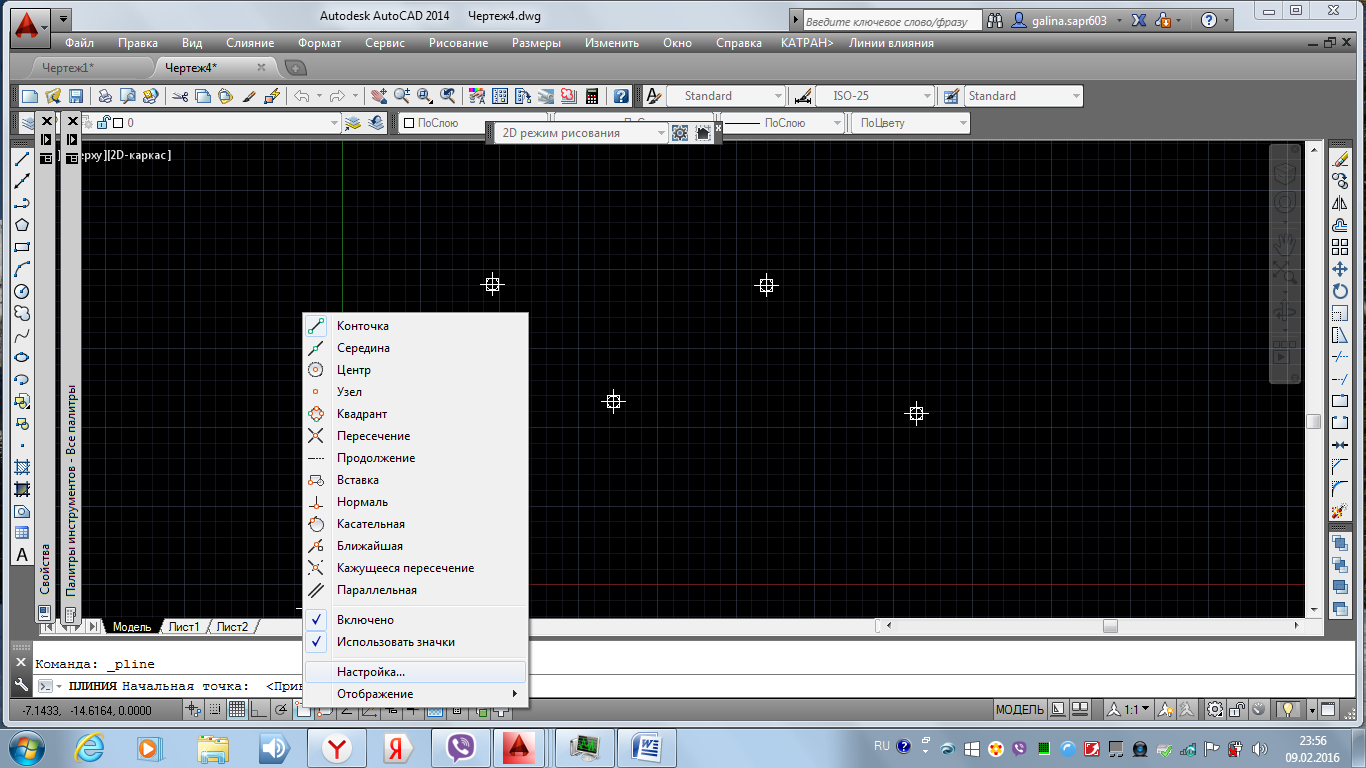 Autodesk AutoCAD 2014 Чертеж4.dwg
Введите ключевое слово/фразу
galina.sapr603
Файл Правка Вид Слияние Формат Сервис Рисование Размеры Изменить Окно Справка КАТРАН> Линии влияния
Чертеж1*
Чертеж4*
Standard
ISO-25
Standard
0
ПоСлою
ПоСлою
ПоЦвету
2D режим рисования
ерху][2D-каркас]
Конточка
Середина
Центр
Узел
Квадрант
Пересечение
Продолжение
Вставка
Нормаль
Касательная
Ближайшая
Кажущееся пересечение
Параллельная
Включено
Использовать значки
Настройка...
Отображение
A
Свойства
Палитры инструментов - Все палитры
Модель Лист1 Лист2
Команда: _pline
ПЛИНИЯ Начальная точка: <При
-7.1433, -14.6164, 0.0000
МОДЕЛЬ
1:1
RU
23:56
09.02.2016